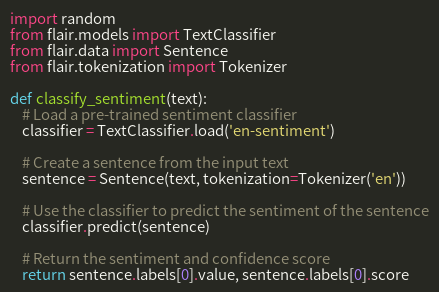 import random
from flair.models import TextClassifier
from flair.data import Sentence
from flair.tokenization import Tokenizer
def classify_sentiment(text):
# Load a pre-trained sentiment classifier
classifier = TextClassifier.load('en-sentiment')
# Create a sentence from the input text
sentence = Sentence(text, tokenization=Tokenizer('en'))
# Use the classifier to predict the sentiment of the sentence
classifier.predict(sentence)
# Return the sentiment and confidence score
return sentence.labels[0].value, sentence.labels[0].score